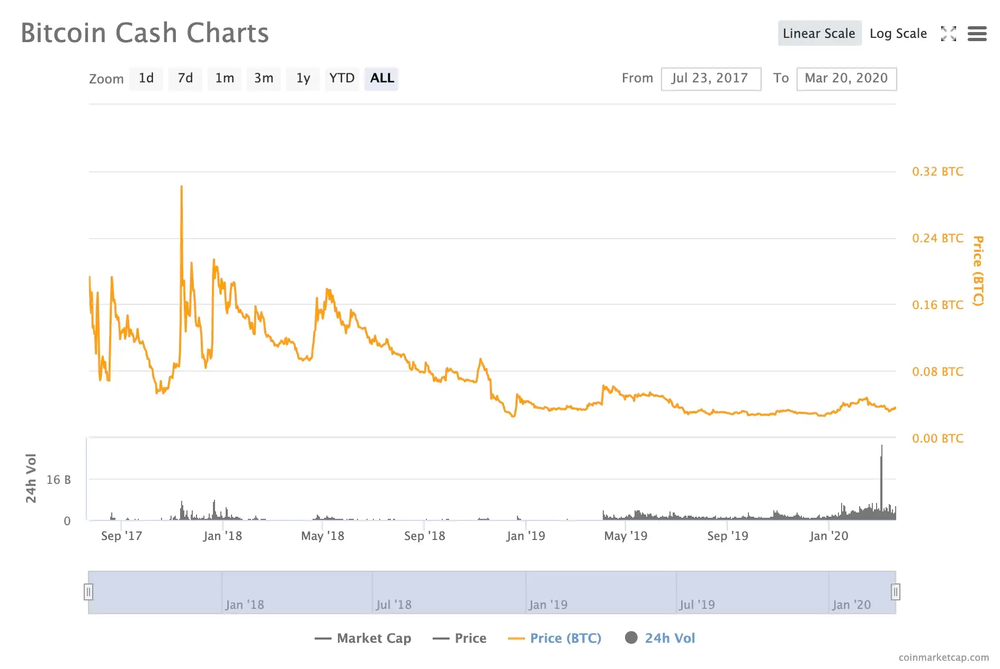 Bitcoin Cash Charts
Linear Scale Log Scale
Zoom 1d 7d 1m 3m 1y YTD ALL From Jul 23, 2017 To Mar 20, 2020
0.32 BTC
0.24 BTC
Price (BTC)
0.16 BTC
0.08 BTC
0.00 BTC
24h Vol
16 B
0
Sep '17 Jan '18 May '18 Sep '18 Jan '19 May '19 Sep '19 Jan '20
Jan '18 Jul '18 Jan '19 Jul '19 Jan '20
Market Cap Price Price (BTC) 24h Vol
coinmarketcap.com